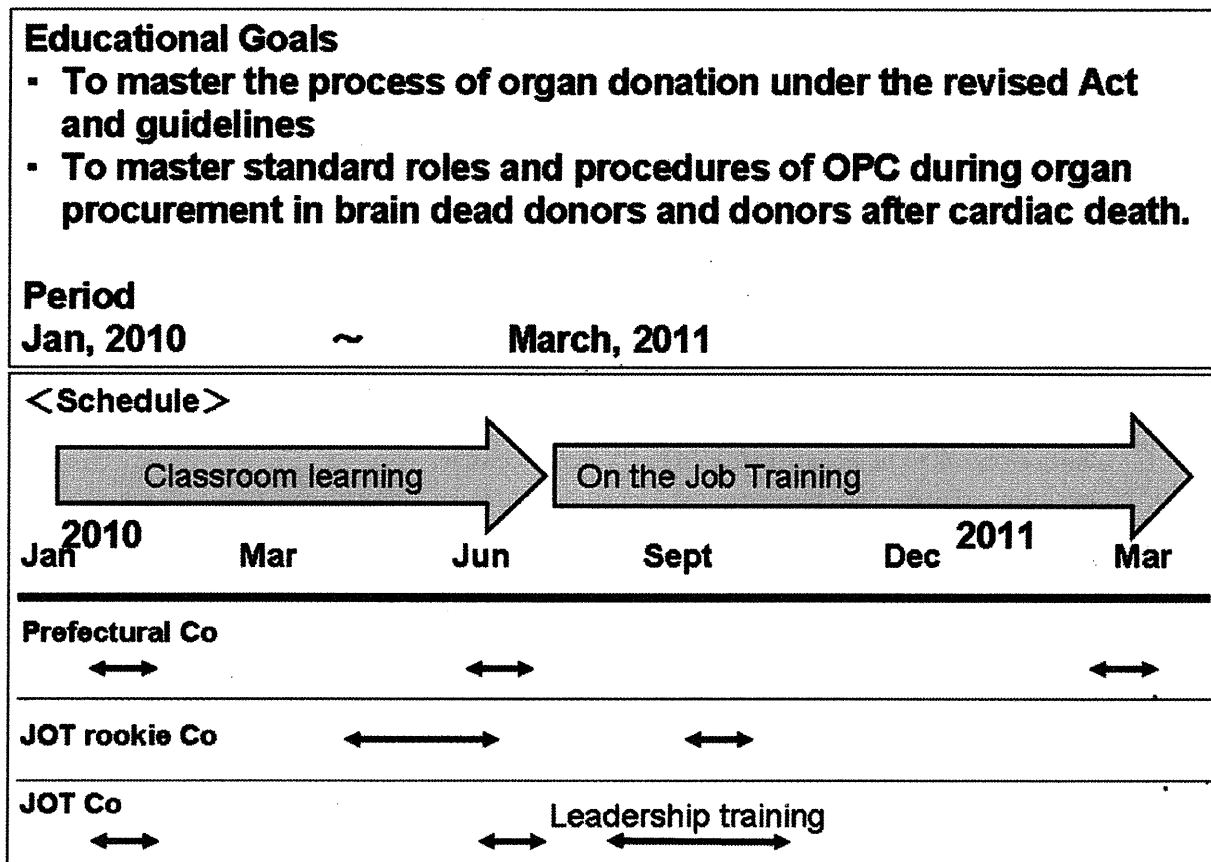 Educational Goals
- To master the process of organ donation under the revised Act
and guidelines
- To master standard roles and procedures of OPC during organ
procurement in brain dead donors and donors after cardiac death.
Period
Jan, 2010 ~ March, 2011
<Schedule>
Classroom learning On the Job Training
2010 2011
Jan Mar Jun Sept Dec Mar
Prefectural Co
JOT rookie Co
JOT Co
Leadership training